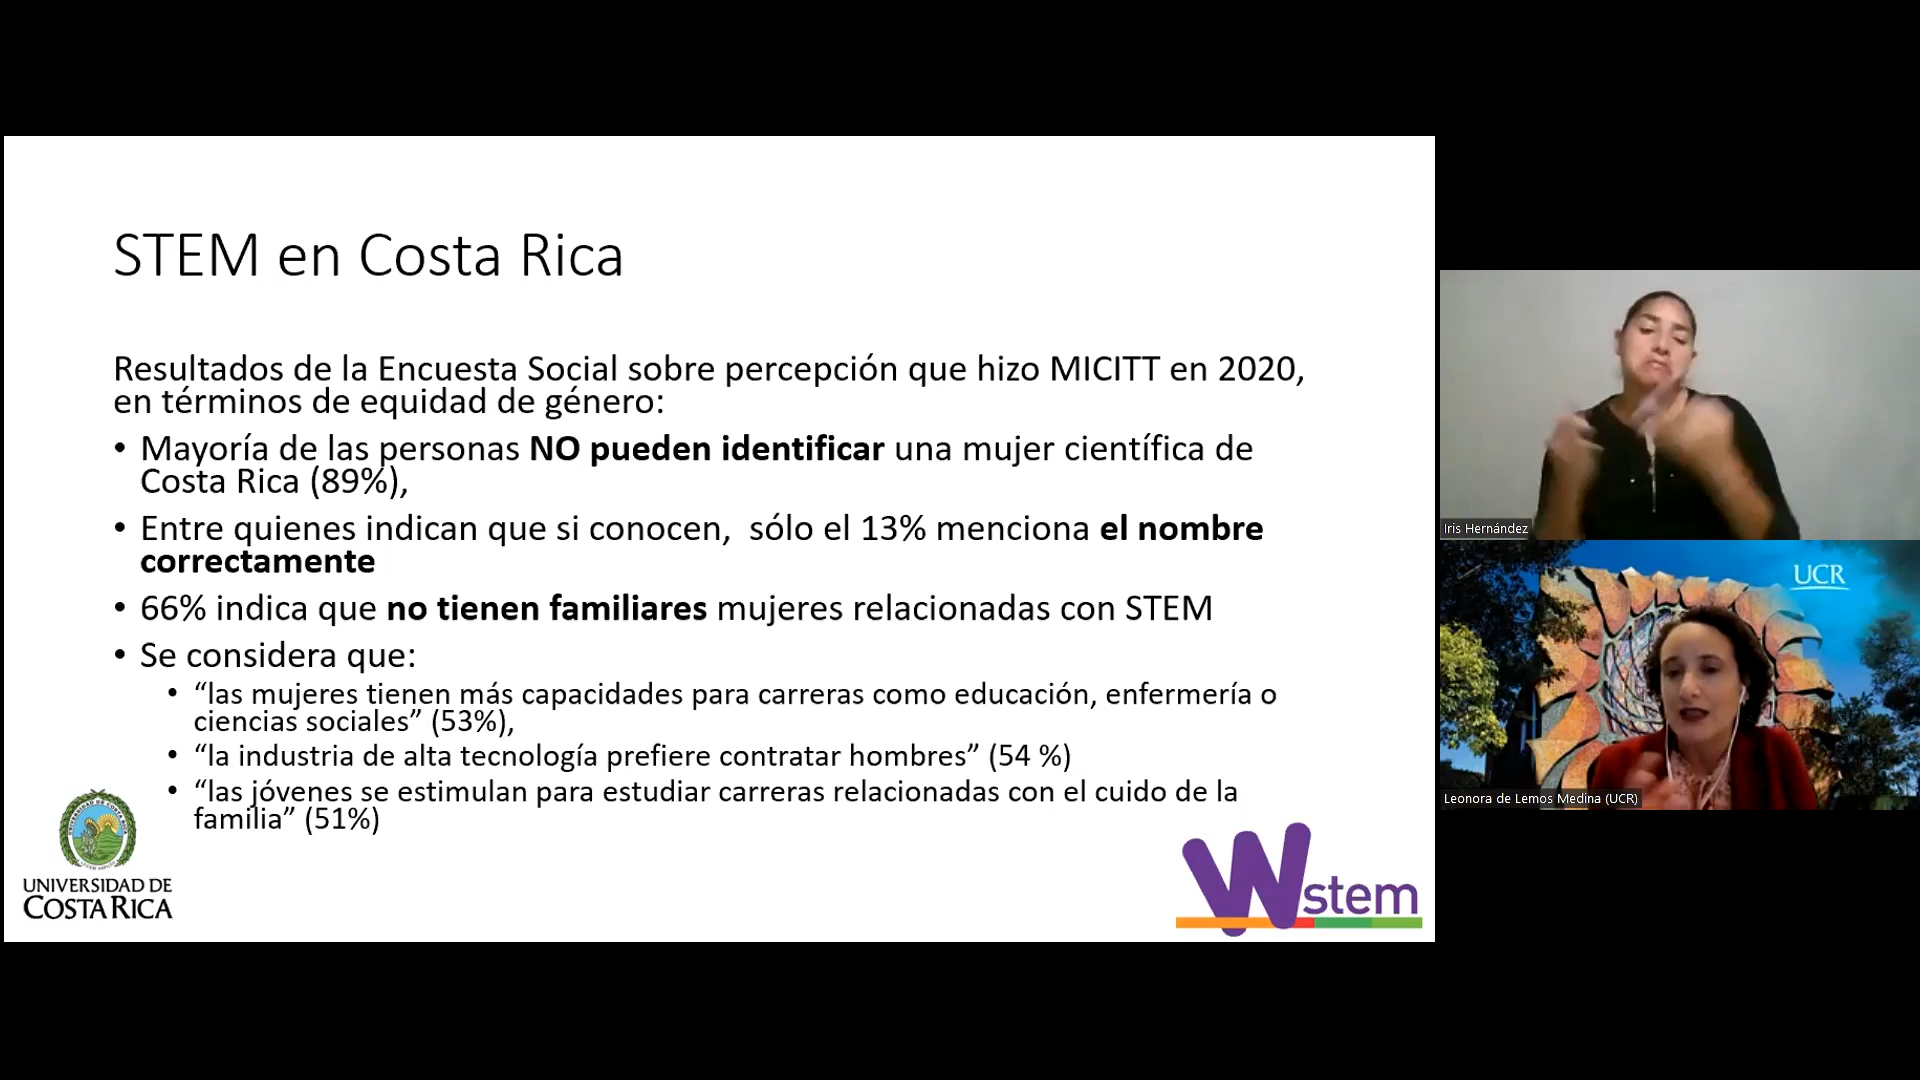 STEM en Costa Rica
Resultados de la Encuesta Social sobre percepción que hizo MICITT en 2020,
en términos de equidad de género:
• Mayoría de las personas NO pueden identificar una mujer científica de
Costa Rica (89%),
• Entre quienes indican que si conocen,  sólo el 13% menciona el nombre
correctamente
• 66% indica que no tienen familiares mujeres relacionadas con STEM
• Se considera que:
• “las mujeres tienen más capacidades para carreras como educación, enfermería o
ciencias sociales” (53%),
• “la industria de alta tecnología prefiere contratar hombres” (54 %)
• “las jóvenes se estimulan para estudiar carreras relacionadas con el cuido de la
familia” (51%)
UNIVERSIDAD DE
COSTA RICA
Wstem
Iris Hernández
UCR
Leonora de Lemos Medina (UCR)